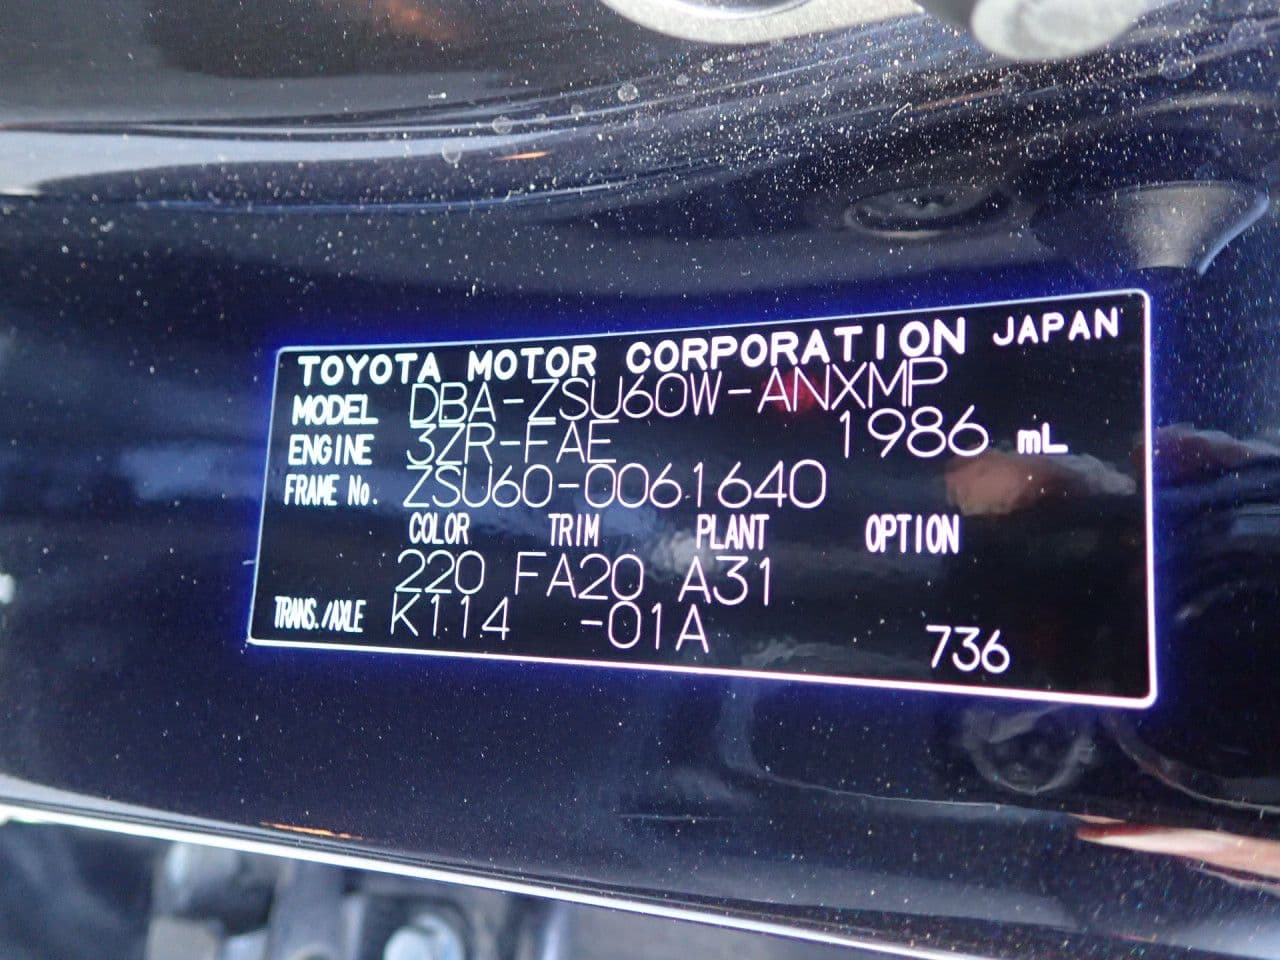 TOYOTA MOTOR CORPORATION JAPAN
MODEL DBA-ZSU60W-ANXMP
ENGINE 3ZR-FAE 1986 mL
FRAME No. ZSU60-0061640
COLOR TRIM PLANT OPTION
220 FA20 A31
TRANS./AXLE K114 -01A 736